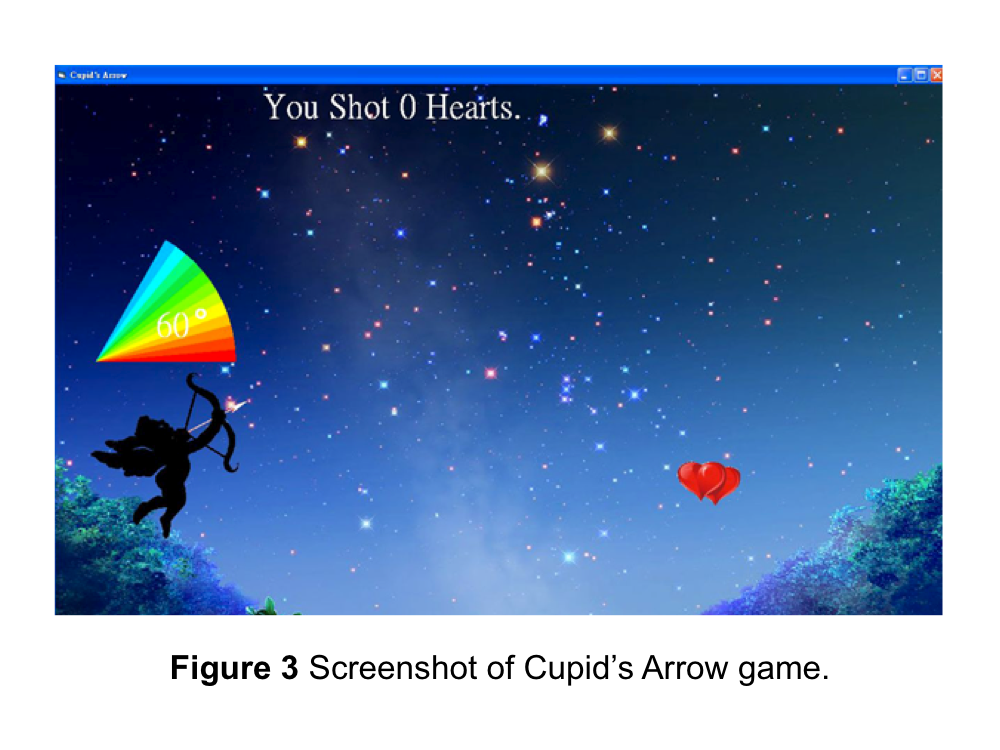 Cupid's Arrow
You Shot 0 Hearts.
60°
Figure 3 Screenshot of Cupid’s Arrow game.